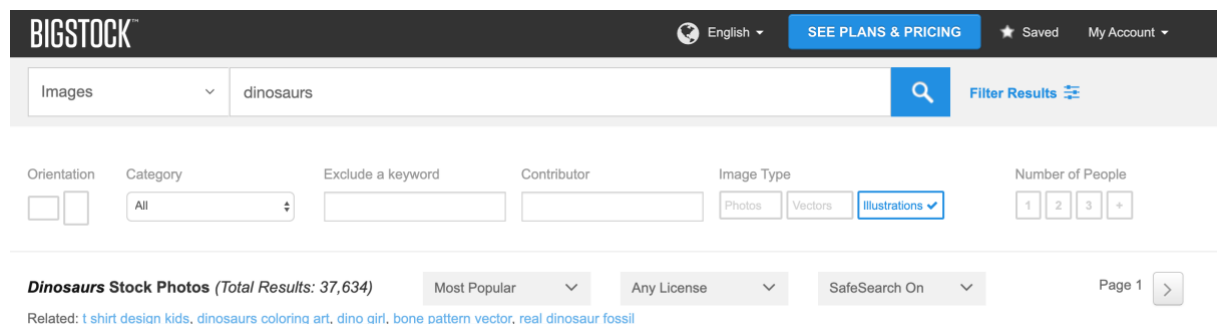 BIGSTOCK™ English SEE PLANS & PRICING Saved My Account
Images dinosaurs Filter Results
Orientation Category Exclude a keyword Contributor Image Type Number of People
All Photos Vectors Illustrations 1 2 3 +
Dinosaurs Stock Photos (Total Results: 37,634) Most Popular Any License SafeSearch On Page 1
Related: t shirt design kids, dinosaurs coloring art, dino girl, bone pattern vector, real dinosaur fossil